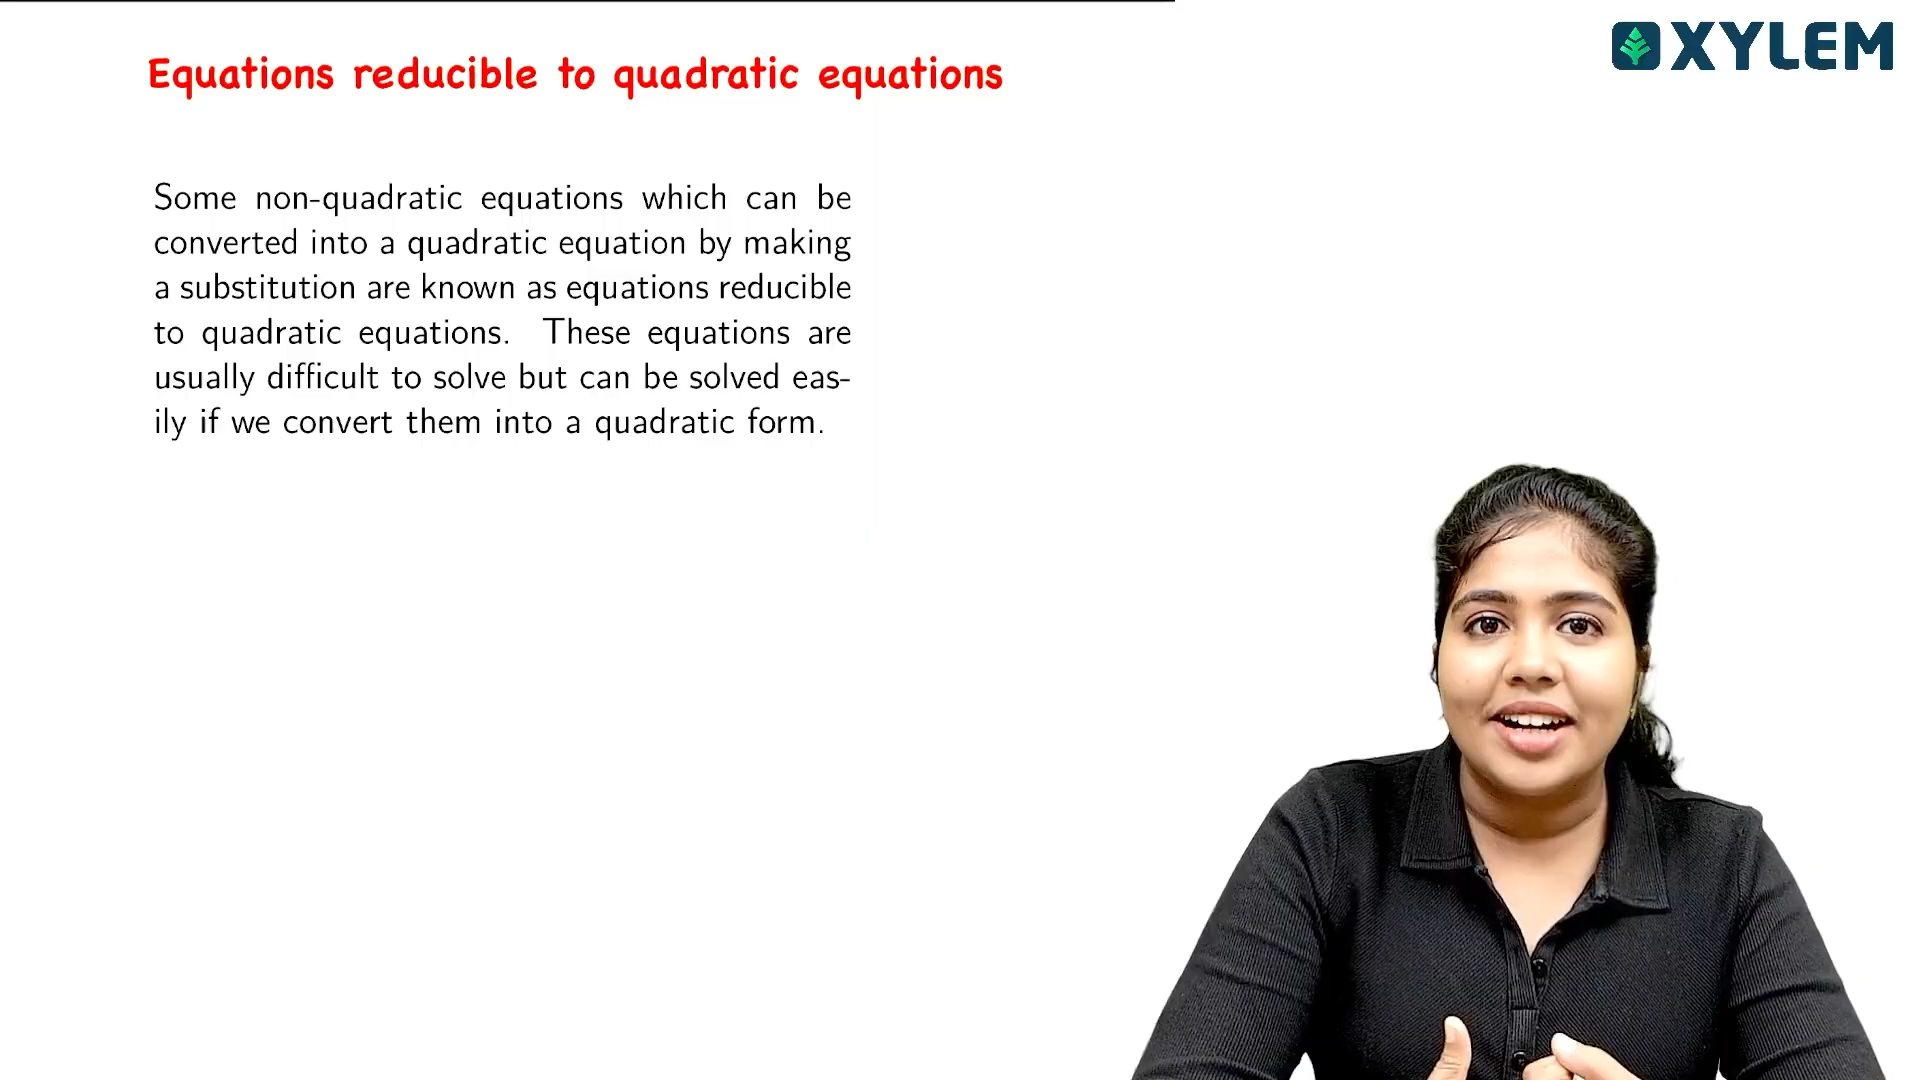 XYLEM
Equations reducible to quadratic equations
Some non-quadratic equations which can be
converted into a quadratic equation by making
a substitution are known as equations reducible
to quadratic equations. These equations are
usually difficult to solve but can be solved eas-
ily if we convert them into a quadratic form.